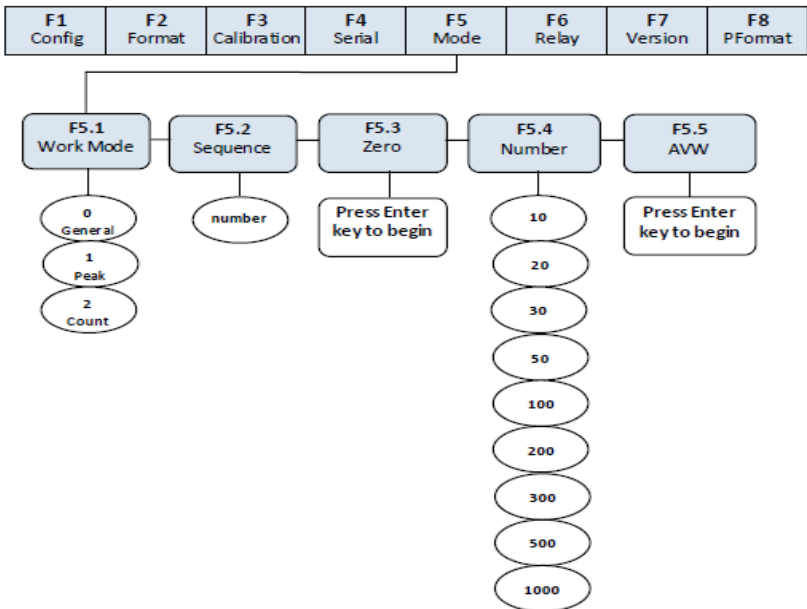 F1
Config
F2
Format
F3
Calibration
F4
Serial
F5
Mode
F6
Relay
F7
Version
F8
PFormat
F5.1
Work Mode
F5.2
Sequence
F5.3
Zero
F5.4
Number
F5.5
AVW
0
General
1
Peak
2
Count
number
Press Enter
key to begin
10
20
30
50
100
200
300
500
1000
Press Enter
key to begin